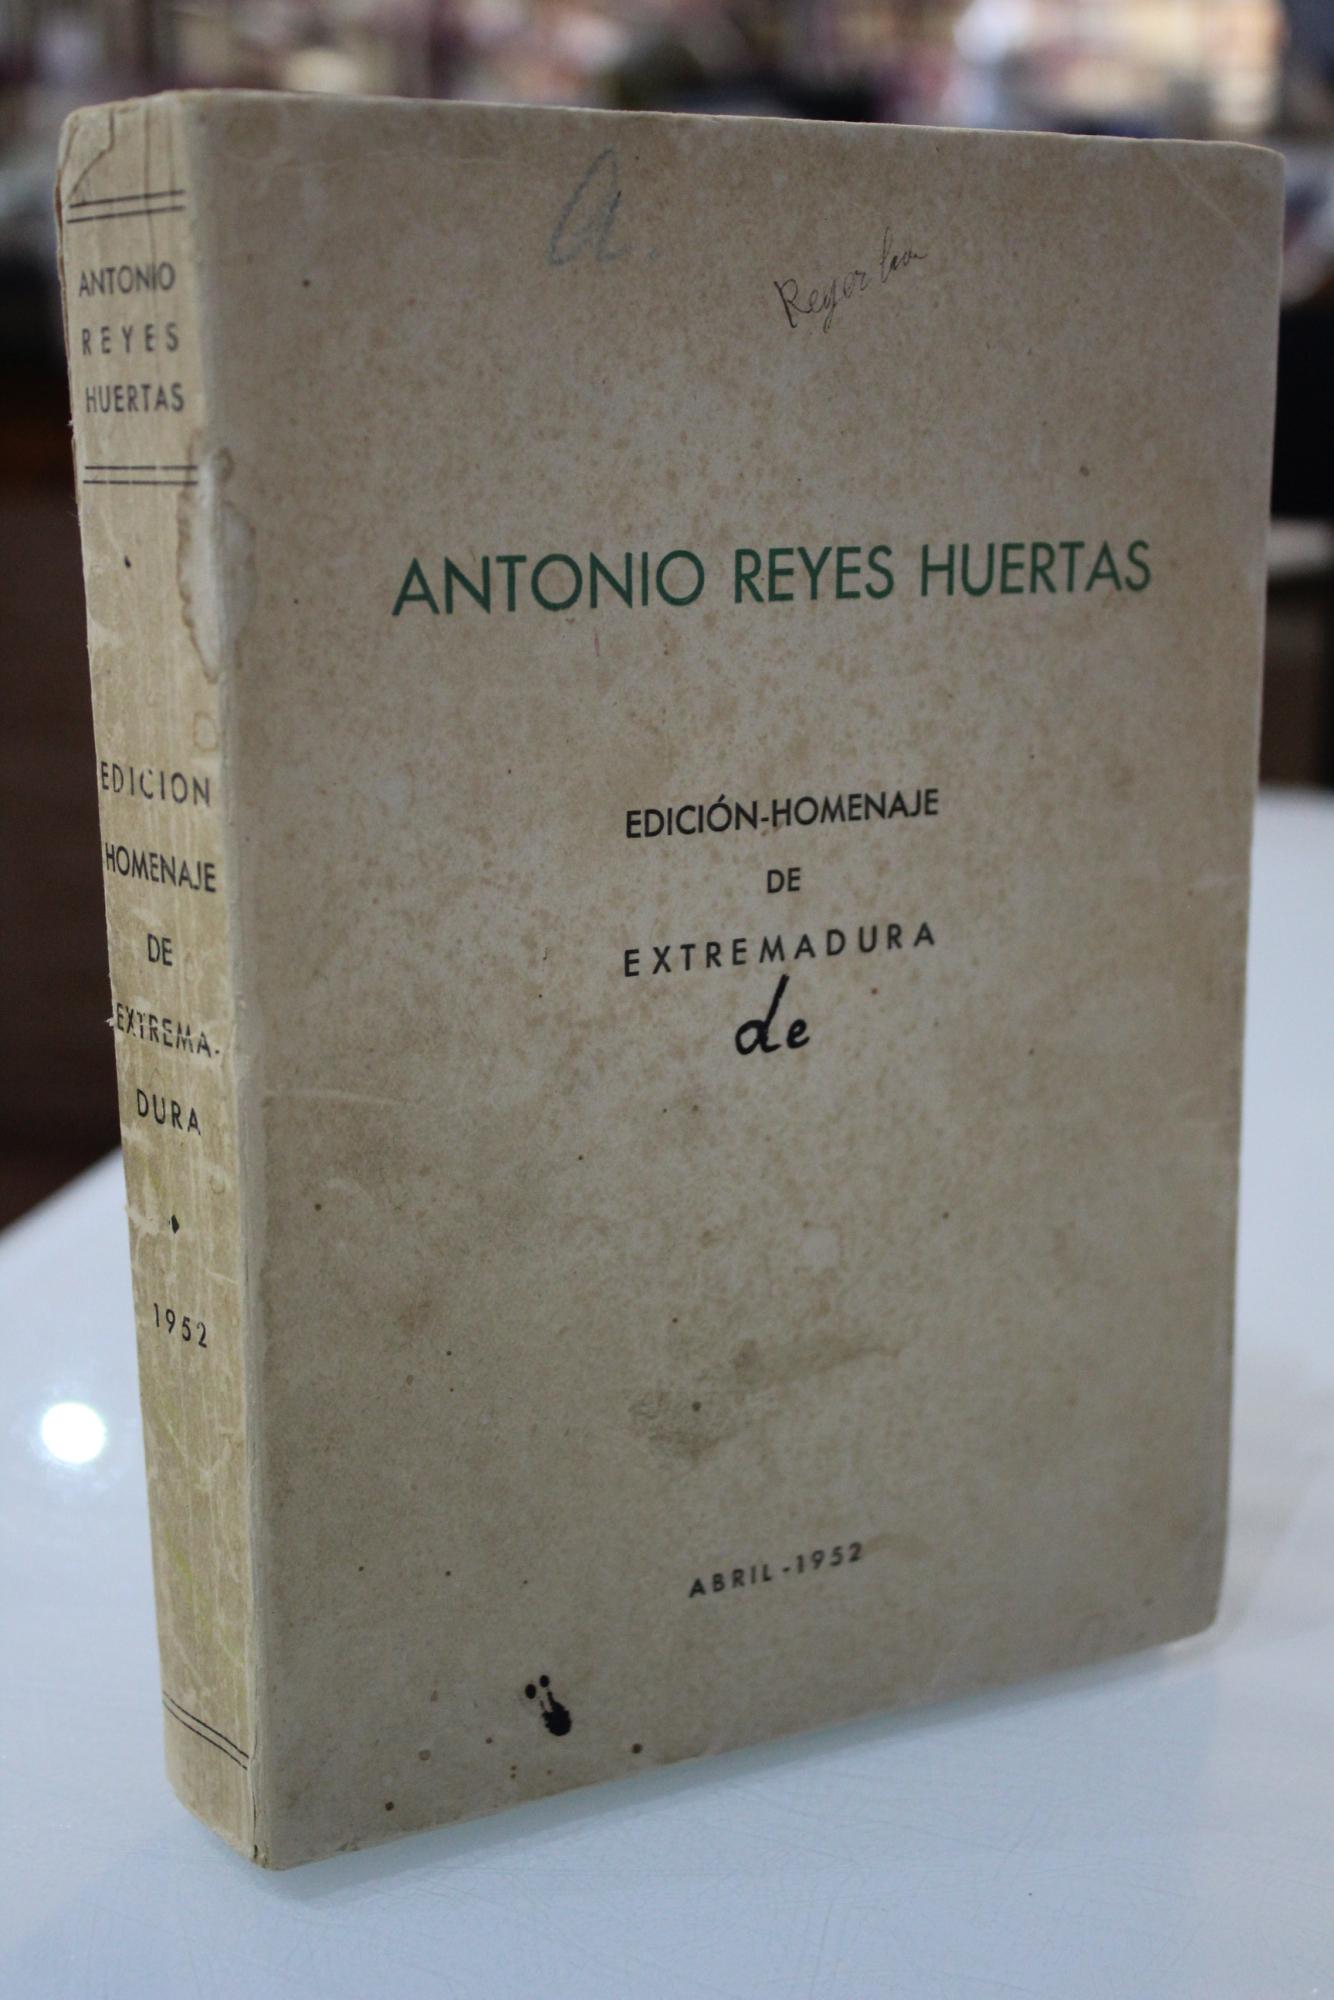 ANTONIO
REYES
HUERTAS
EDICION
HOMENAJE
DE
EXTREMA-
DURA
1952
a.
ANTONIO REYES HUERTAS
EDICIÓN-HOMENAJE
DE
EXTREMADURA
de
ABRIL-1952